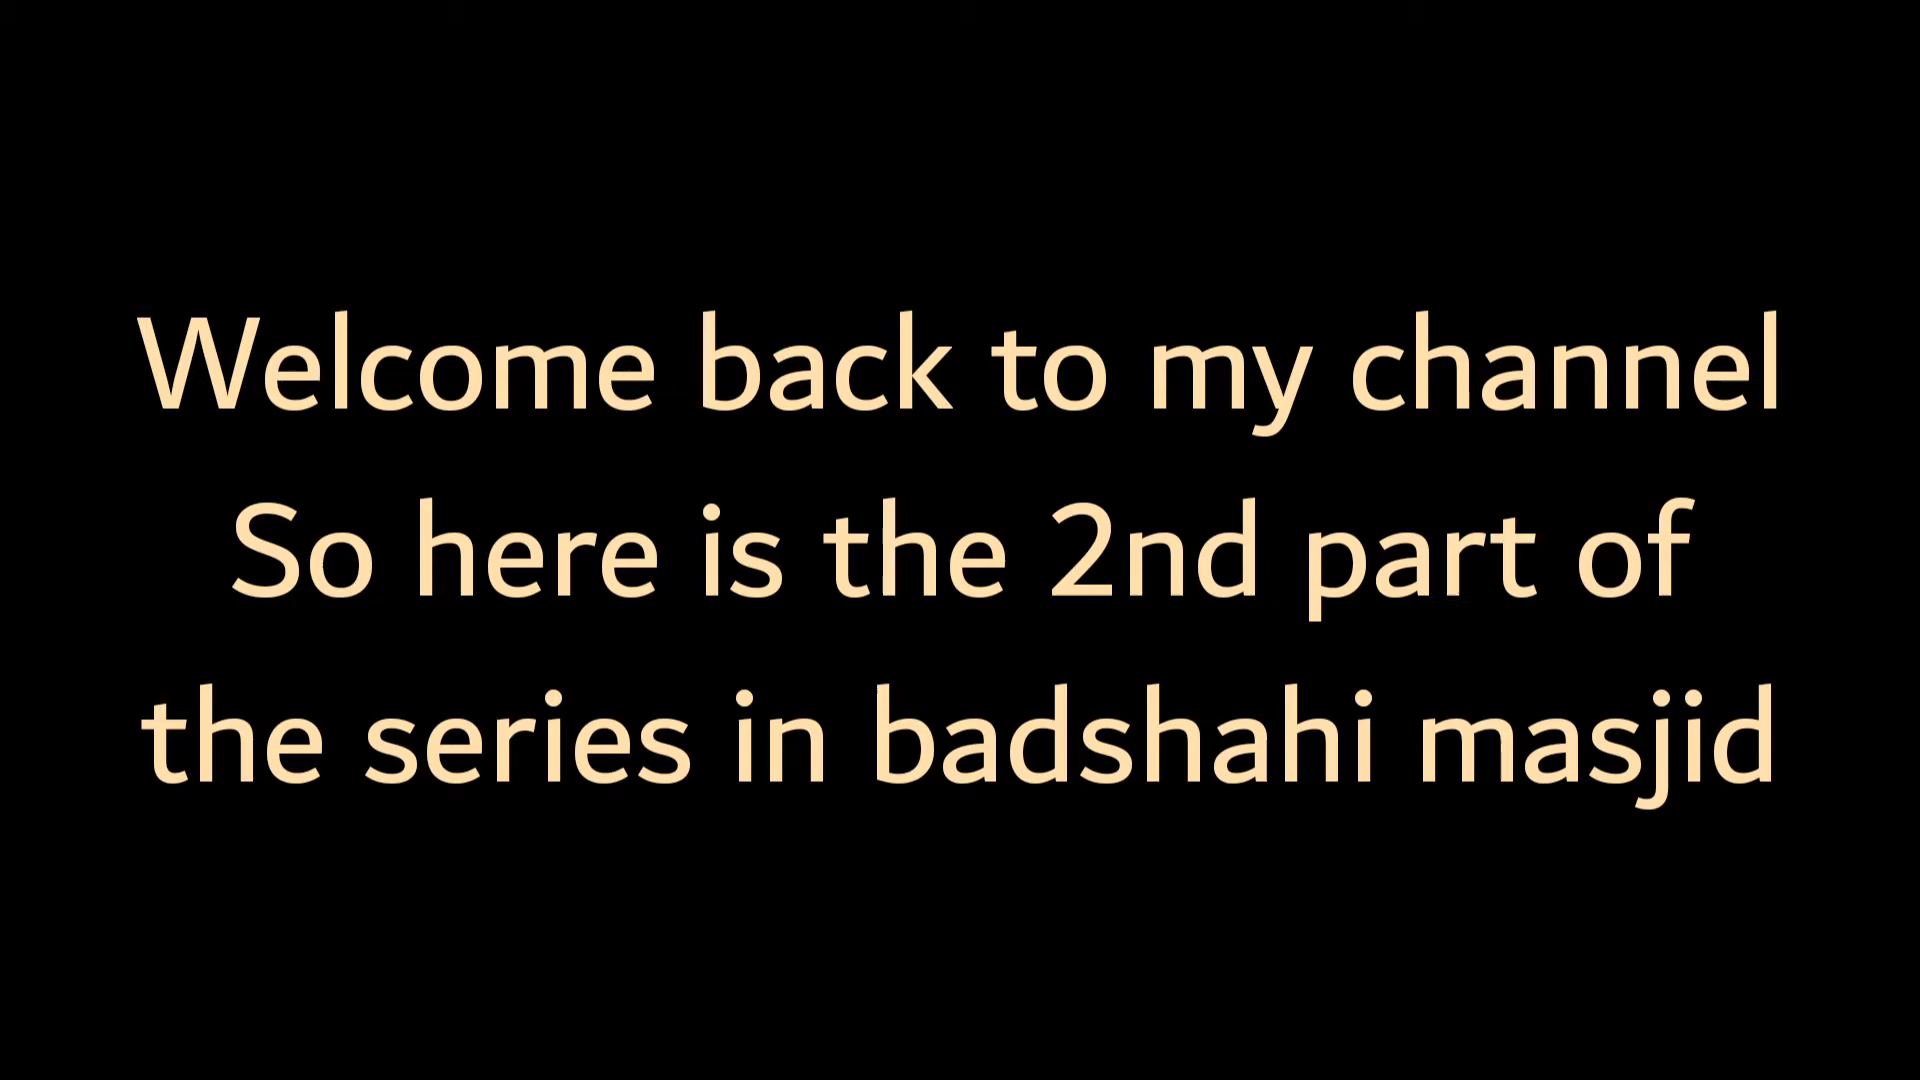 Welcome back to my channel
So here is the 2nd part of
the series in badshahi masjid